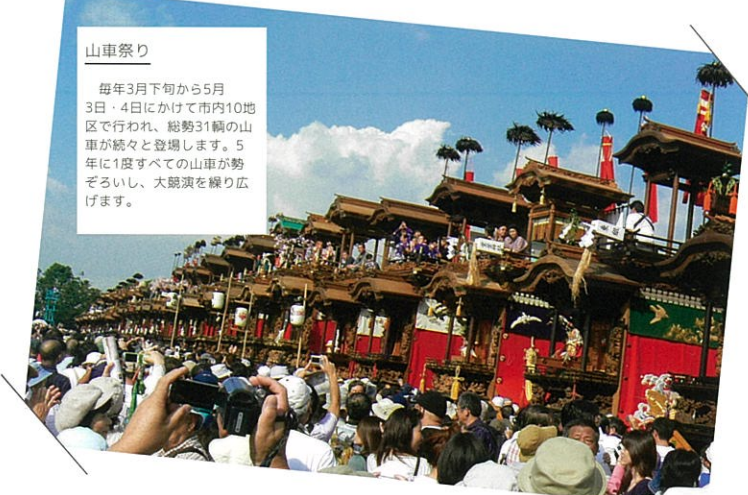 山車祭り
　毎年3月下旬から5月
3日・4日にかけて市内10地
区で行われ、総勢31輌の山
車が続々と登場します。5
年に1度すべての山車が勢
ぞろいし、大競演を繰り広
げます。